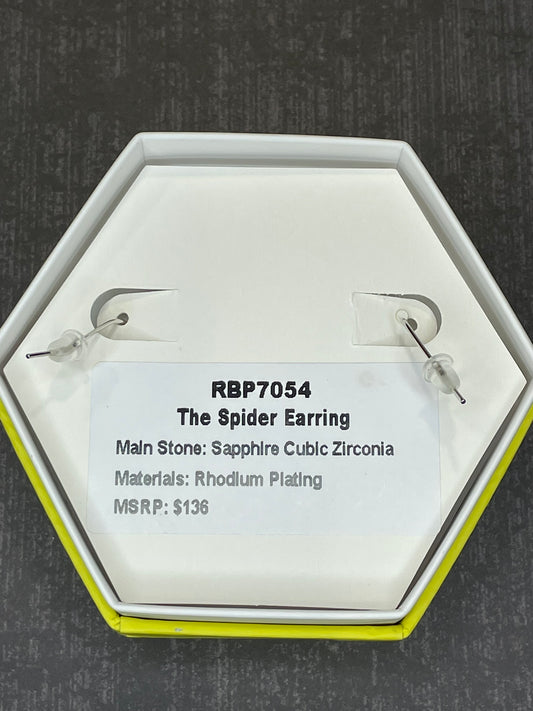 RBP7054
The Spider Earring
Main Stone: Sapphire Cubic Zirconia
Materials: Rhodium Plating
MSRP: $136